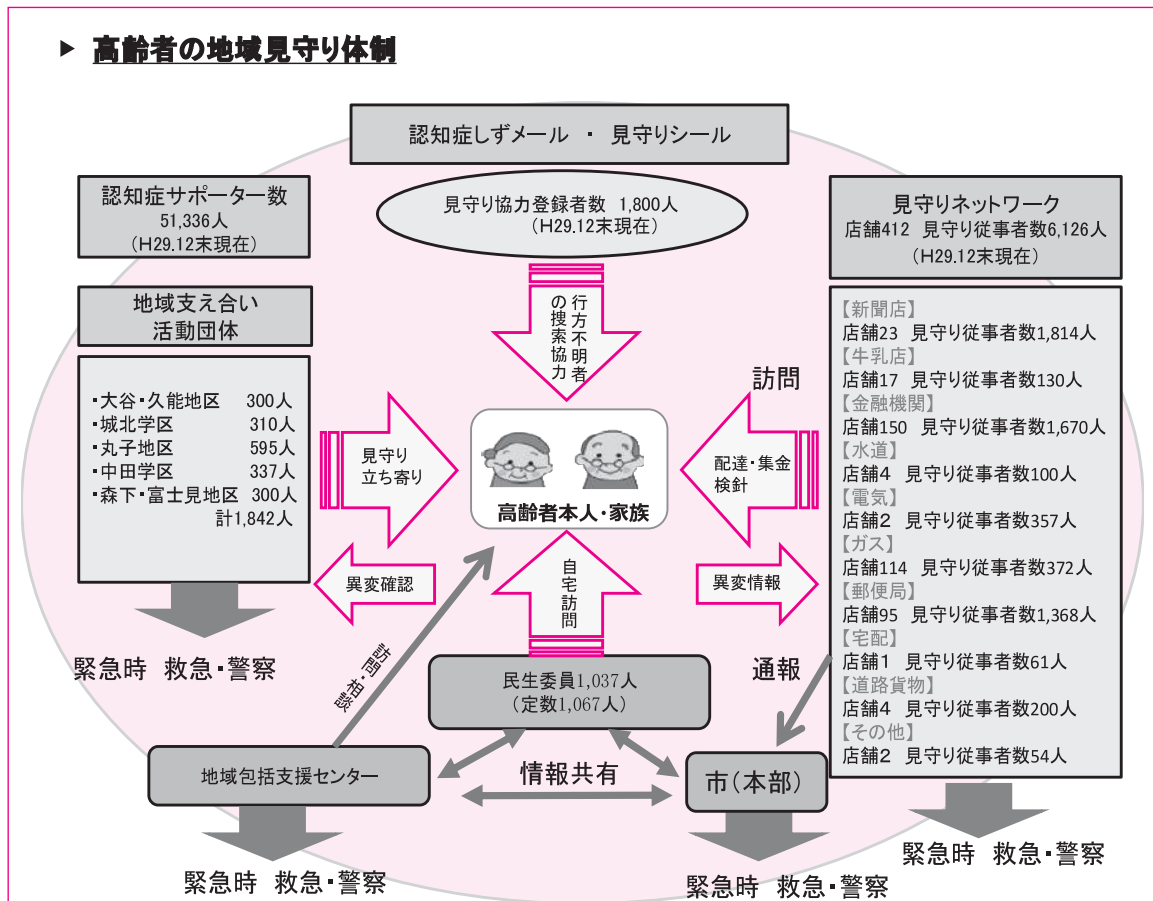 ▶ 高齢者の地域見守り体制
認知症しずメール ・ 見守りシール
認知症サポーター数
51,336人
(H29.12末現在)
見守り協力登録者数 1,800人
(H29.12末現在)
見守りネットワーク
店舗412 見守り従事者数6,126人
(H29.12末現在)
地域支え合い
活動団体
・大谷・久能地区 300人
・城北学区 310人
・丸子地区 595人
・中田学区 337人
・森下・富士見地区 300人
計1,842人
行方不明者
の捜索協力
見守り
立ち寄り
訪問
配達・集金
検針
高齢者本人・家族
異変確認
自宅訪問
異変情報
【新聞店】
店舗23 見守り従事者数1,814人
【牛乳店】
店舗17 見守り従事者数130人
【金融機関】
店舗150 見守り従事者数1,670人
【水道】
店舗4 見守り従事者数100人
【電気】
店舗2 見守り従事者数357人
【ガス】
店舗114 見守り従事者数372人
【郵便局】
店舗95 見守り従事者数1,368人
【宅配】
店舗1 見守り従事者数61人
【道路貨物】
店舗4 見守り従事者数200人
【その他】
店舗2 見守り従事者数54人
緊急時 救急・警察
訪問・相談
民生委員1,037人
(定数1,067人)
通報
地域包括支援センター
情報共有
市(本部)
緊急時 救急・警察
緊急時 救急・警察
緊急時 救急・警察